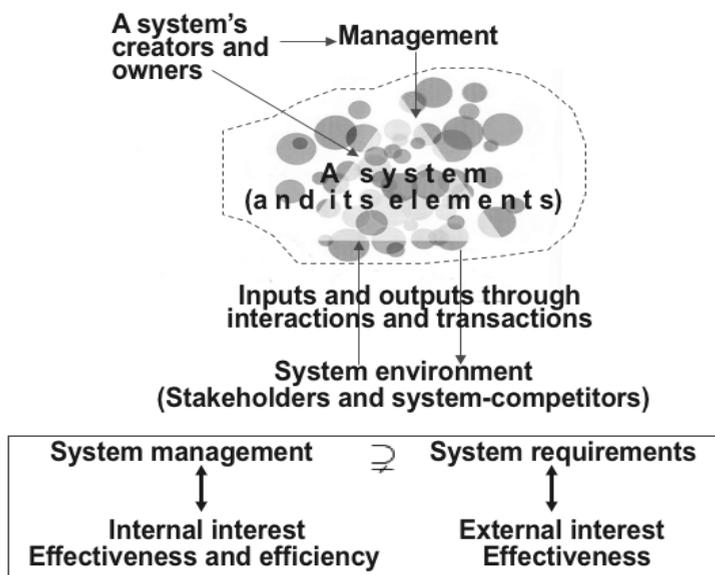 A system's
creators and
owners
Management
A system
(and its elements)
Inputs and outputs through
interactions and transactions
System environment
(Stakeholders and system-competitors)
System management ⊋ System requirements
Internal interest
Effectiveness and efficiency
External interest
Effectiveness